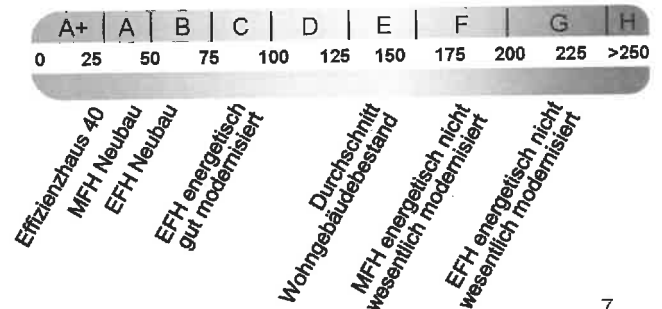 A+ A B C D E F G H
0 25 50 75 100 125 150 175 200 225 >250
Effizienzhaus 40
MFH Neubau
EFH Neubau
EFH energetisch
gut modernisiert
Durchschnitt
Wohngebäudebestand
MFH energetisch nicht
wesentlich modernisiert
EFH energetisch nicht
wesentlich modernisiert
7